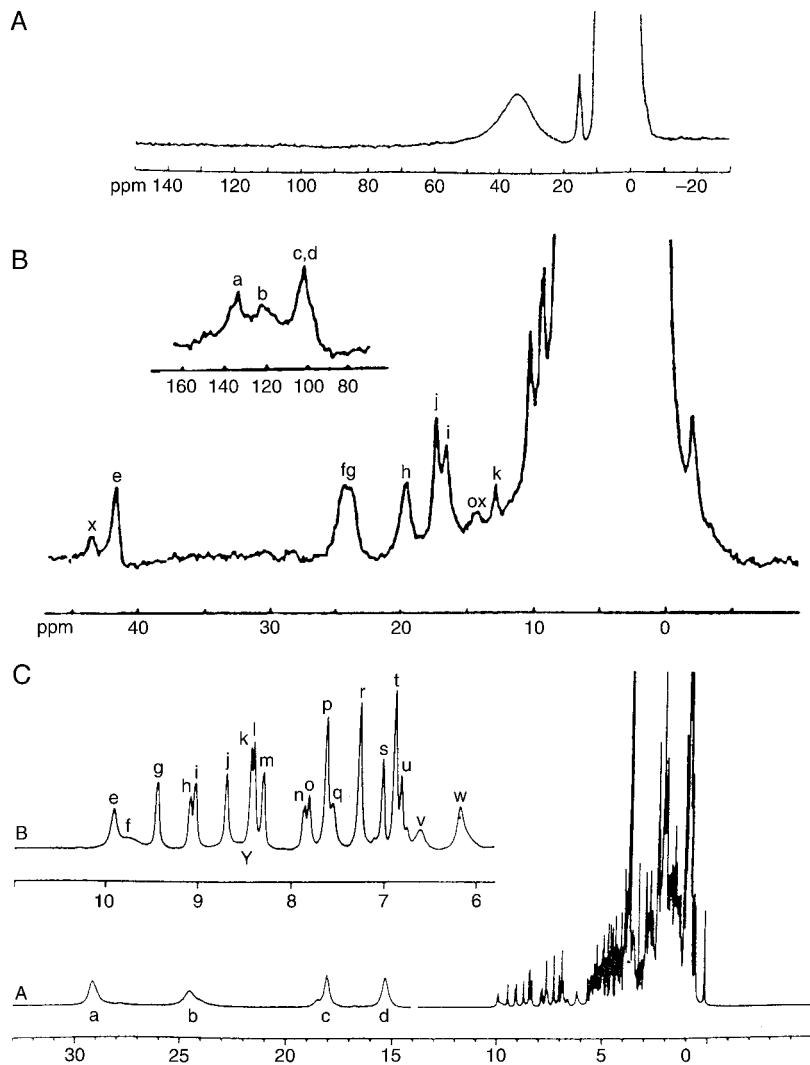 A
ppm 140 120 100 80 60 40 20 0 −20
B
a b c,d
160 140 120 100 80
x e fg h j i ox k
ppm 40 30 20 10 0
C
e f g h i j k l m n o p q r s t u v w
B
Y
10 9 8 7 6
A
a b c d
30 25 20 15 10 5 0